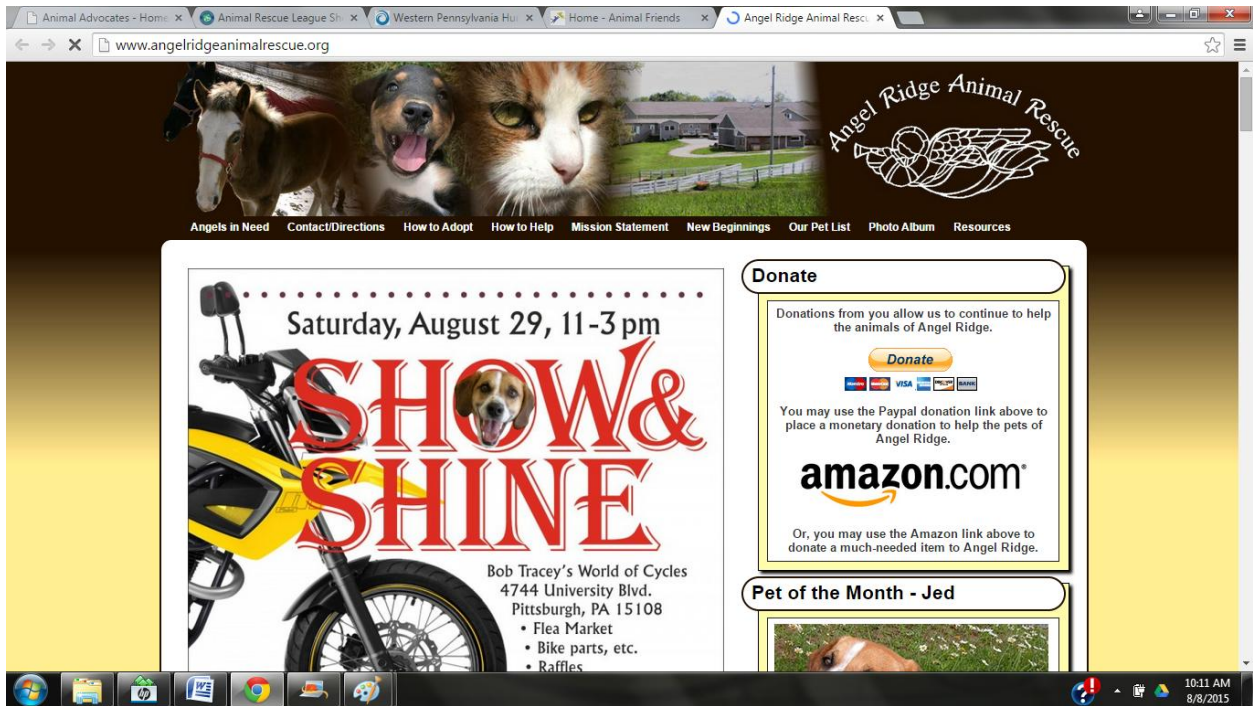 Animal Advocates - Home
Animal Rescue League Sh
Western Pennsylvania Hu
Home - Animal Friends
Angel Ridge Animal Resc
www.angelridgeanimalrescue.org
Angel Ridge Animal Rescue
Angels in Need
Contact/Directions
How to Adopt
How to Help
Mission Statement
New Beginnings
Our Pet List
Photo Album
Resources
Saturday, August 29, 11-3 pm
SHOW&
SHINE
Bob Tracey's World of Cycles
4744 University Blvd.
Pittsburgh, PA 15108
• Flea Market
• Bike parts, etc.
• Raffles
Donate
Donations from you allow us to continue to help
the animals of Angel Ridge.
Donate
VISA
BANK
You may use the Paypal donation link above to
place a monetary donation to help the pets of
Angel Ridge.
amazon.com
Or, you may use the Amazon link above to
donate a much-needed item to Angel Ridge.
Pet of the Month - Jed
hp
W
10:11 AM
8/8/2015